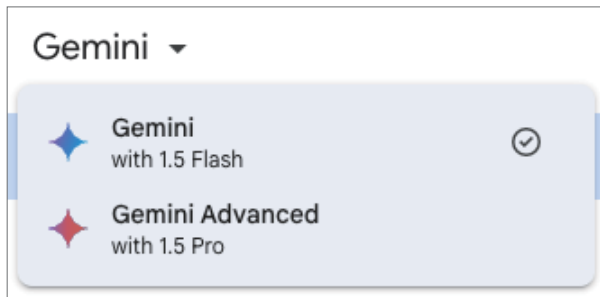 Gemini
Gemini
with 1.5 Flash
Gemini Advanced
with 1.5 Pro